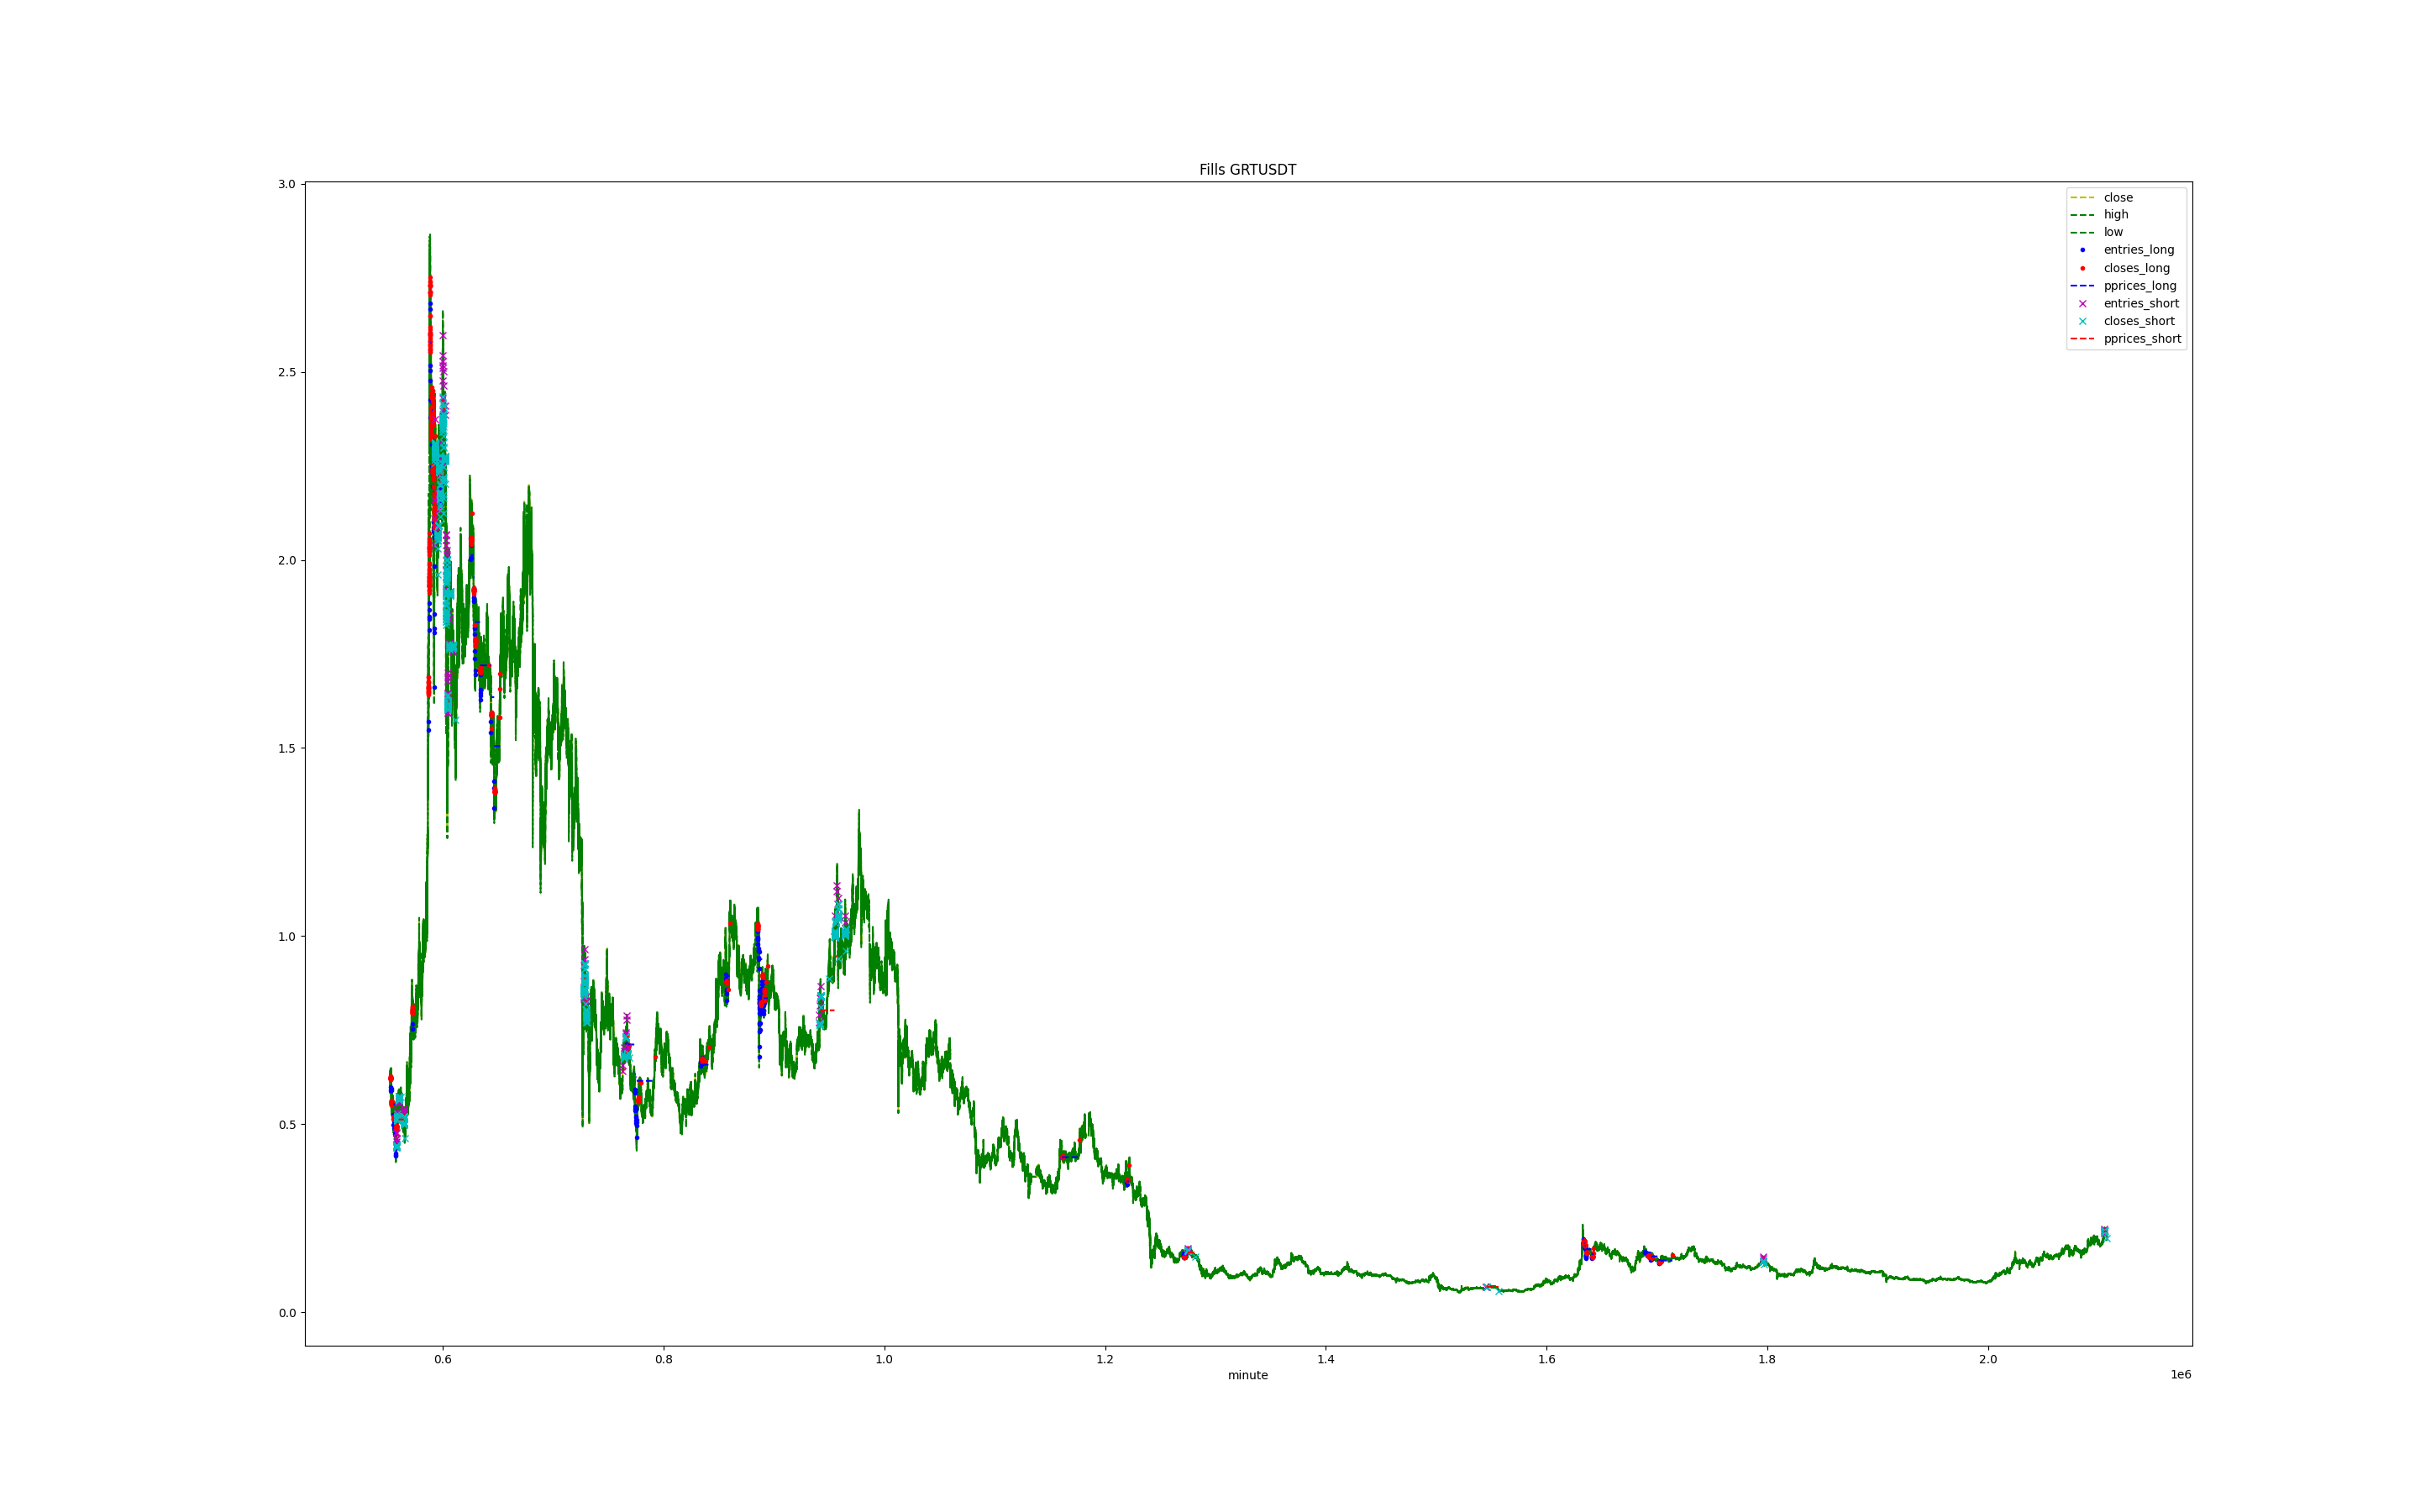 Fills GRTUSDT
3.0
2.5
2.0
1.5
1.0
0.5
0.0
close
high
low
entries_long
closes_long
pprices_long
entries_short
closes_short
pprices_short
0.6 0.8 1.0 1.2 1.4 1.6 1.8 2.0
minute
1e6